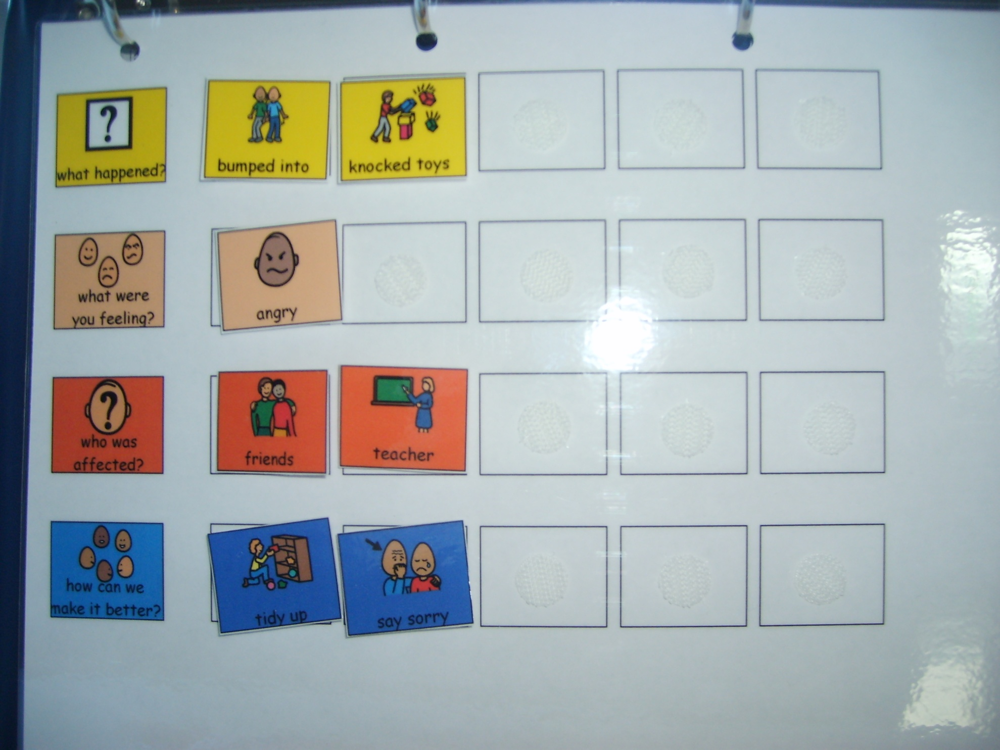 what happened?
bumped into
knocked toys
what were
you feeling?
angry
who was
affected?
friends
teacher
how can we
make it better?
tidy up
say sorry